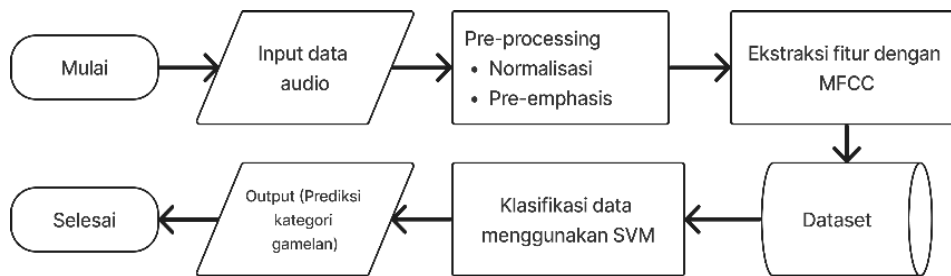 Mulai
Input data
audio
Pre-processing
• Normalisasi
• Pre-emphasis
Ekstraksi fitur dengan
MFCC
Selesai
Output (Prediksi
kategori
gamelan)
Klasifikasi data
menggunakan SVM
Dataset